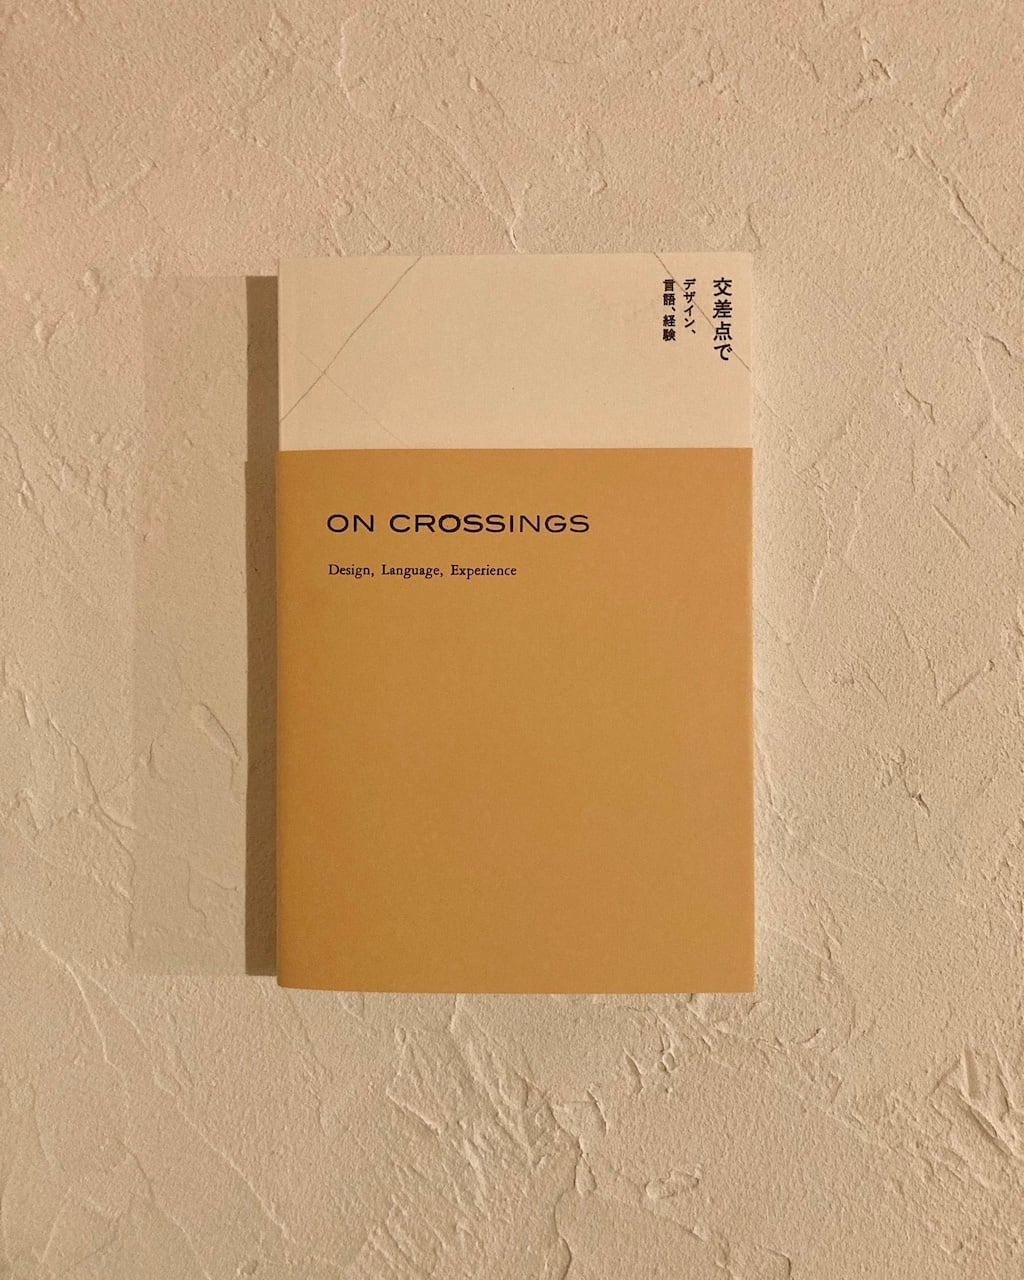 交差点で
デザイン、
言語、経験
ON CROSSINGS
Design, Language, Experience